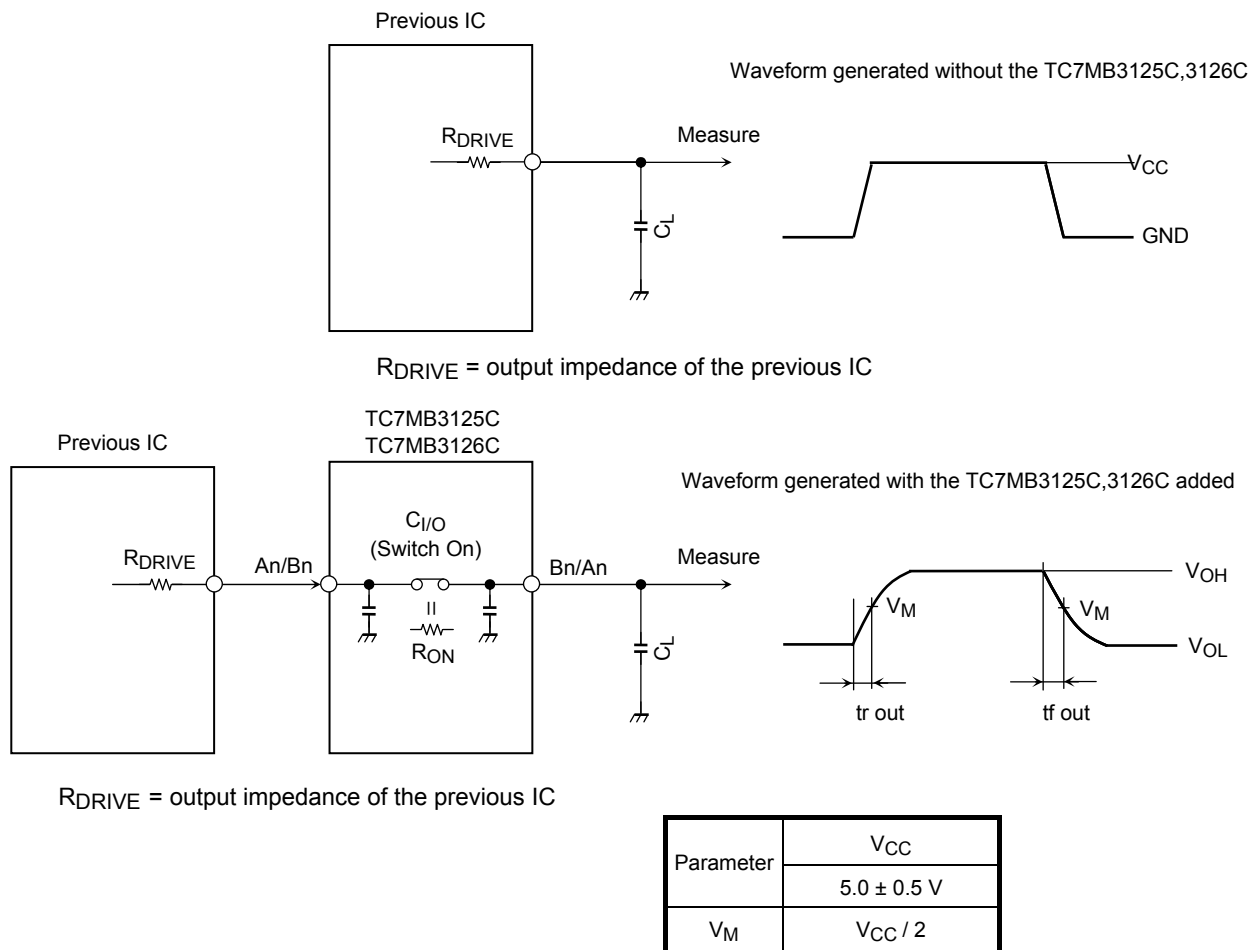 Previous IC
Waveform generated without the TC7MB3125C,3126C
RDRIVE
Measure
CL
VCC
GND
RDRIVE = output impedance of the previous IC
Previous IC
TC7MB3125C
TC7MB3126C
Waveform generated with the TC7MB3125C,3126C added
CI/O
(Switch On)
RDRIVE
An/Bn
Bn/An
Measure
RON
CL
VOH
VM
VM
VOL
tr out
tf out
RDRIVE = output impedance of the previous IC
Parameter
VCC
5.0 ± 0.5 V
VM
VCC / 2